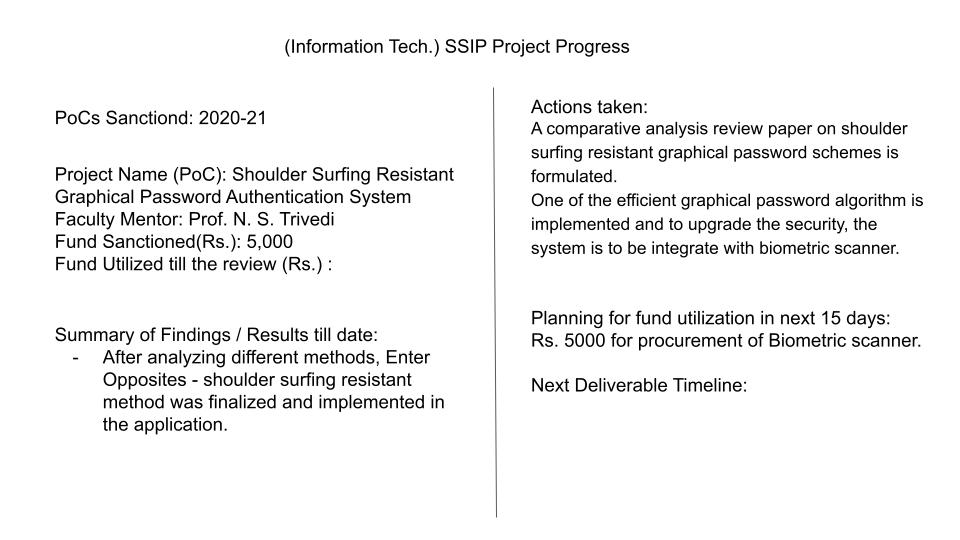 (Information Tech.) SSIP Project Progress
PoCs Sanctiond: 2020-21
Project Name (PoC): Shoulder Surfing Resistant
Graphical Password Authentication System
Faculty Mentor: Prof. N. S. Trivedi
Fund Sanctioned(Rs.): 5,000
Fund Utilized till the review (Rs.) :
Summary of Findings / Results till date:
- After analyzing different methods, Enter
Opposites - shoulder surfing resistant
method was finalized and implemented in
the application.
Actions taken:
A comparative analysis review paper on shoulder
surfing resistant graphical password schemes is
formulated.
One of the efficient graphical password algorithm is
implemented and to upgrade the security, the
system is to be integrate with biometric scanner.
Planning for fund utilization in next 15 days:
Rs. 5000 for procurement of Biometric scanner.
Next Deliverable Timeline: